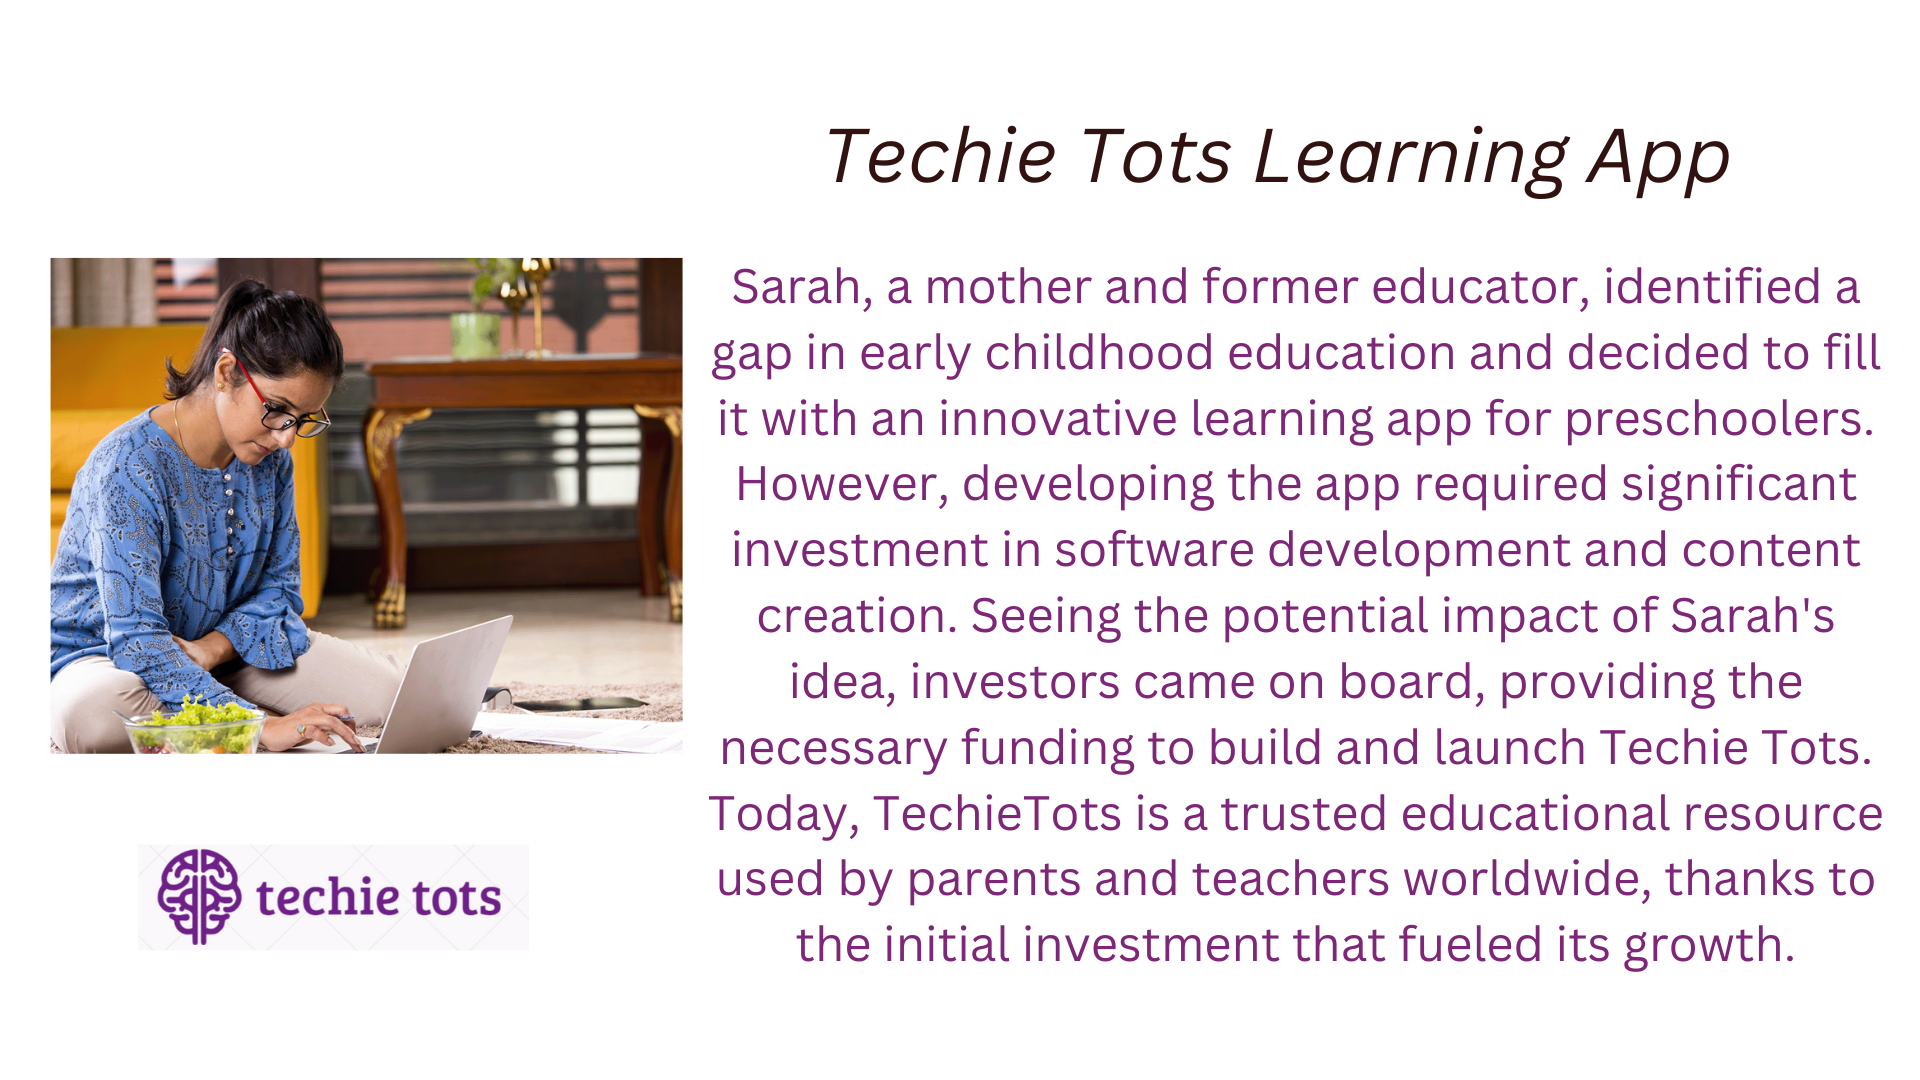 Techie Tots Learning App
Sarah, a mother and former educator, identified a
gap in early childhood education and decided to fill
it with an innovative learning app for preschoolers.
However, developing the app required significant
investment in software development and content
creation. Seeing the potential impact of Sarah's
idea, investors came on board, providing the
necessary funding to build and launch Techie Tots.
Today, TechieTots is a trusted educational resource
used by parents and teachers worldwide, thanks to
the initial investment that fueled its growth.
techie tots